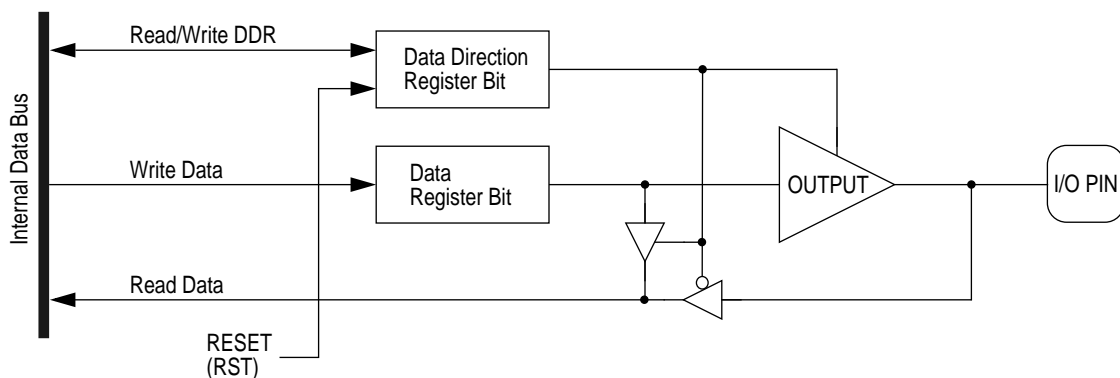 Read/Write DDR
Data Direction
Register Bit
Internal Data Bus
Write Data
Data
Register Bit
OUTPUT
I/O PIN
Read Data
RESET
(RST)